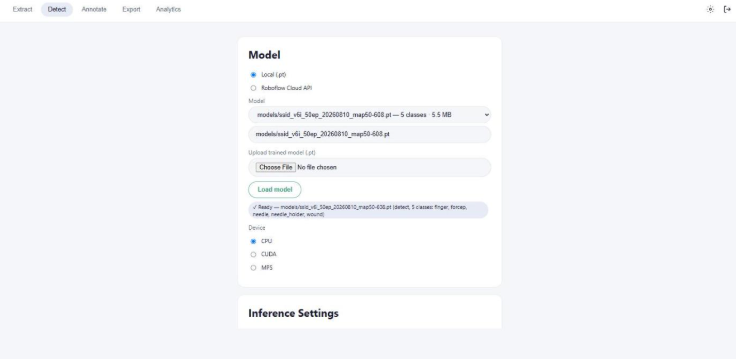 Extract Detect Annotate Export Analytics
Model
Local (.pt)
Roboflow Cloud API
Model
models/ssid_v6i_50ep_20260810_map50-608.pt — 5 classes · 5.5 MB
models/ssid_v6i_50ep_20260810_map50-608.pt
Upload trained model (.pt)
Choose File No file chosen
Load model
✓ Ready — models/ssid_v6i_50ep_20260810_map50-608.pt (detect, 5 classes: finger, forcep,
needle, needle_holder, wound)
Device
CPU
CUDA
MPS
Inference Settings